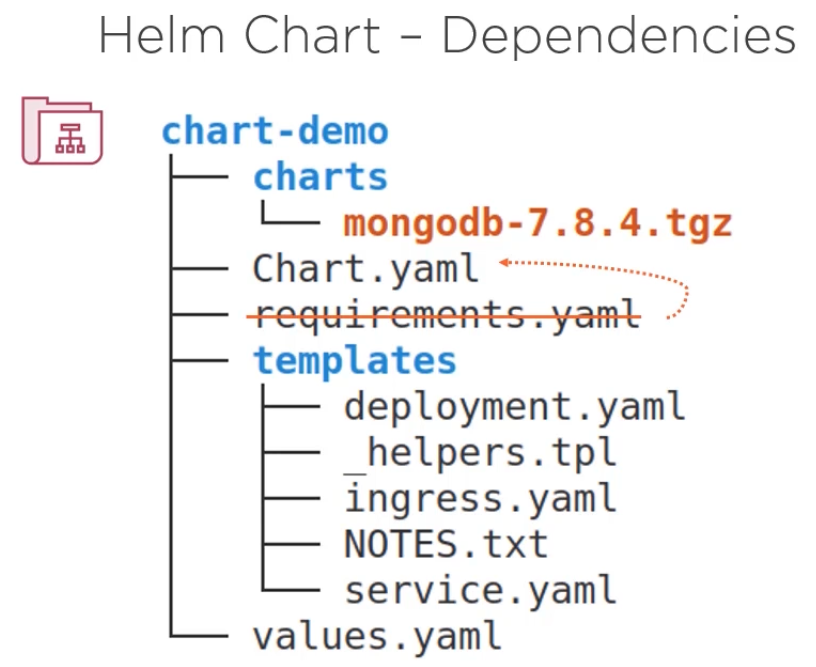 Helm Chart – Dependencies
chart-demo
charts
mongodb-7.8.4.tgz
Chart.yaml
requirements.yaml
templates
deployment.yaml
_helpers.tpl
ingress.yaml
NOTES.txt
service.yaml
values.yaml